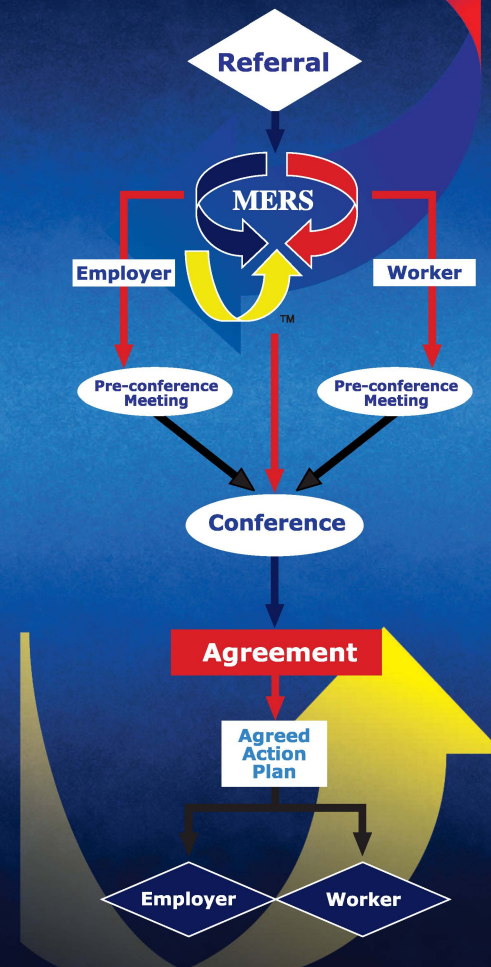 Referral
MERS
Employer
Worker
TM
Pre-conference
Meeting
Pre-conference
Meeting
Conference
Agreement
Agreed
Action
Plan
Employer
Worker